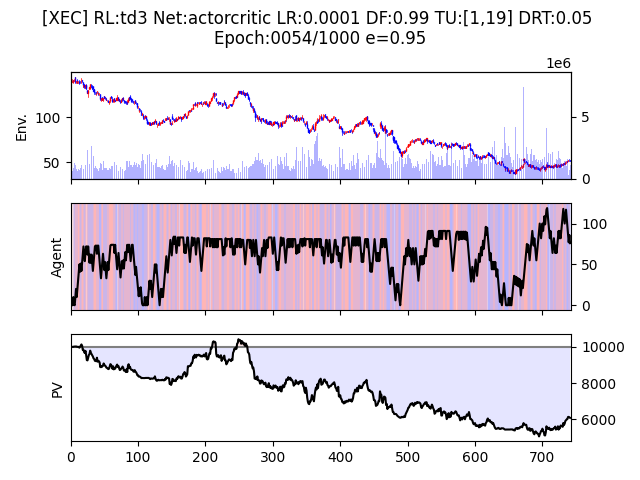 [XEC] RL:td3 Net:actorcritic LR:0.0001 DF:0.99 TU:[1,19] DRT:0.05
Epoch:0054/1000 e=0.95
1e6
Env.
100
50
5
0
Agent
100
50
0
PV
10000
8000
6000
0 100 200 300 400 500 600 700